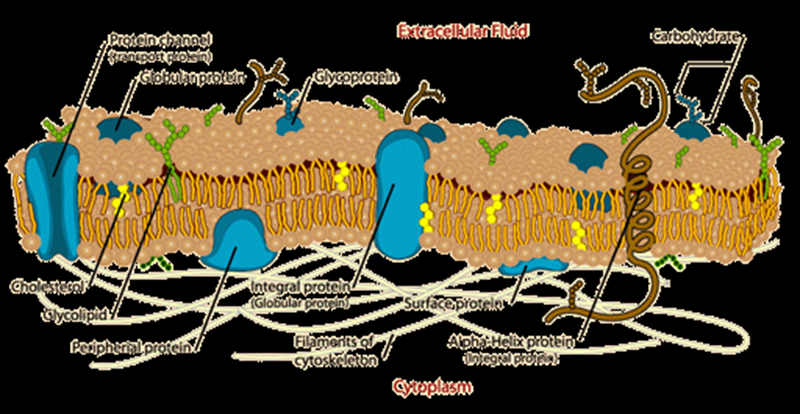 Extracellular Fluid
Carbohydrate
Protein channel
(transport protein)
Globular protein
Glycoprotein
Cholesterol
Glycolipid
Peripherial protein
Integral protein
(Globular protein)
Surface protein
Filaments of
cytoskeleton
Alpha-Helix protein
(Integral protein)
Cytoplasm